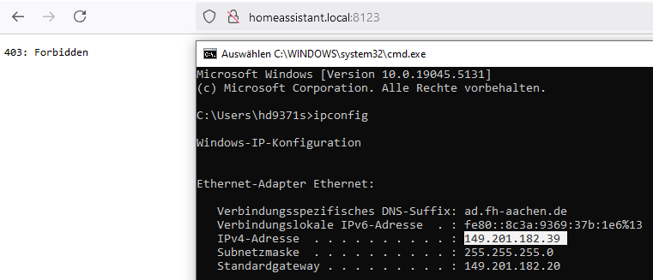 homeassistant.local:8123
403: Forbidden
Auswählen C:\WINDOWS\system32\cmd.exe
Microsoft Windows [Version 10.0.19045.5131]
(c) Microsoft Corporation. Alle Rechte vorbehalten.
C:\Users\hd9371s>ipconfig
Windows-IP-Konfiguration
Ethernet-Adapter Ethernet:
Verbindungsspezifisches DNS-Suffix: ad.fh-aachen.de
Verbindungslokale IPv6-Adresse . : fe80::8c3a:9369:37b:1e6%13
IPv4-Adresse . . . . . . . . . . : 149.201.182.39
Subnetzmaske . . . . . . . . . . : 255.255.255.0
Standardgateway . . . . . . . . . : 149.201.182.20